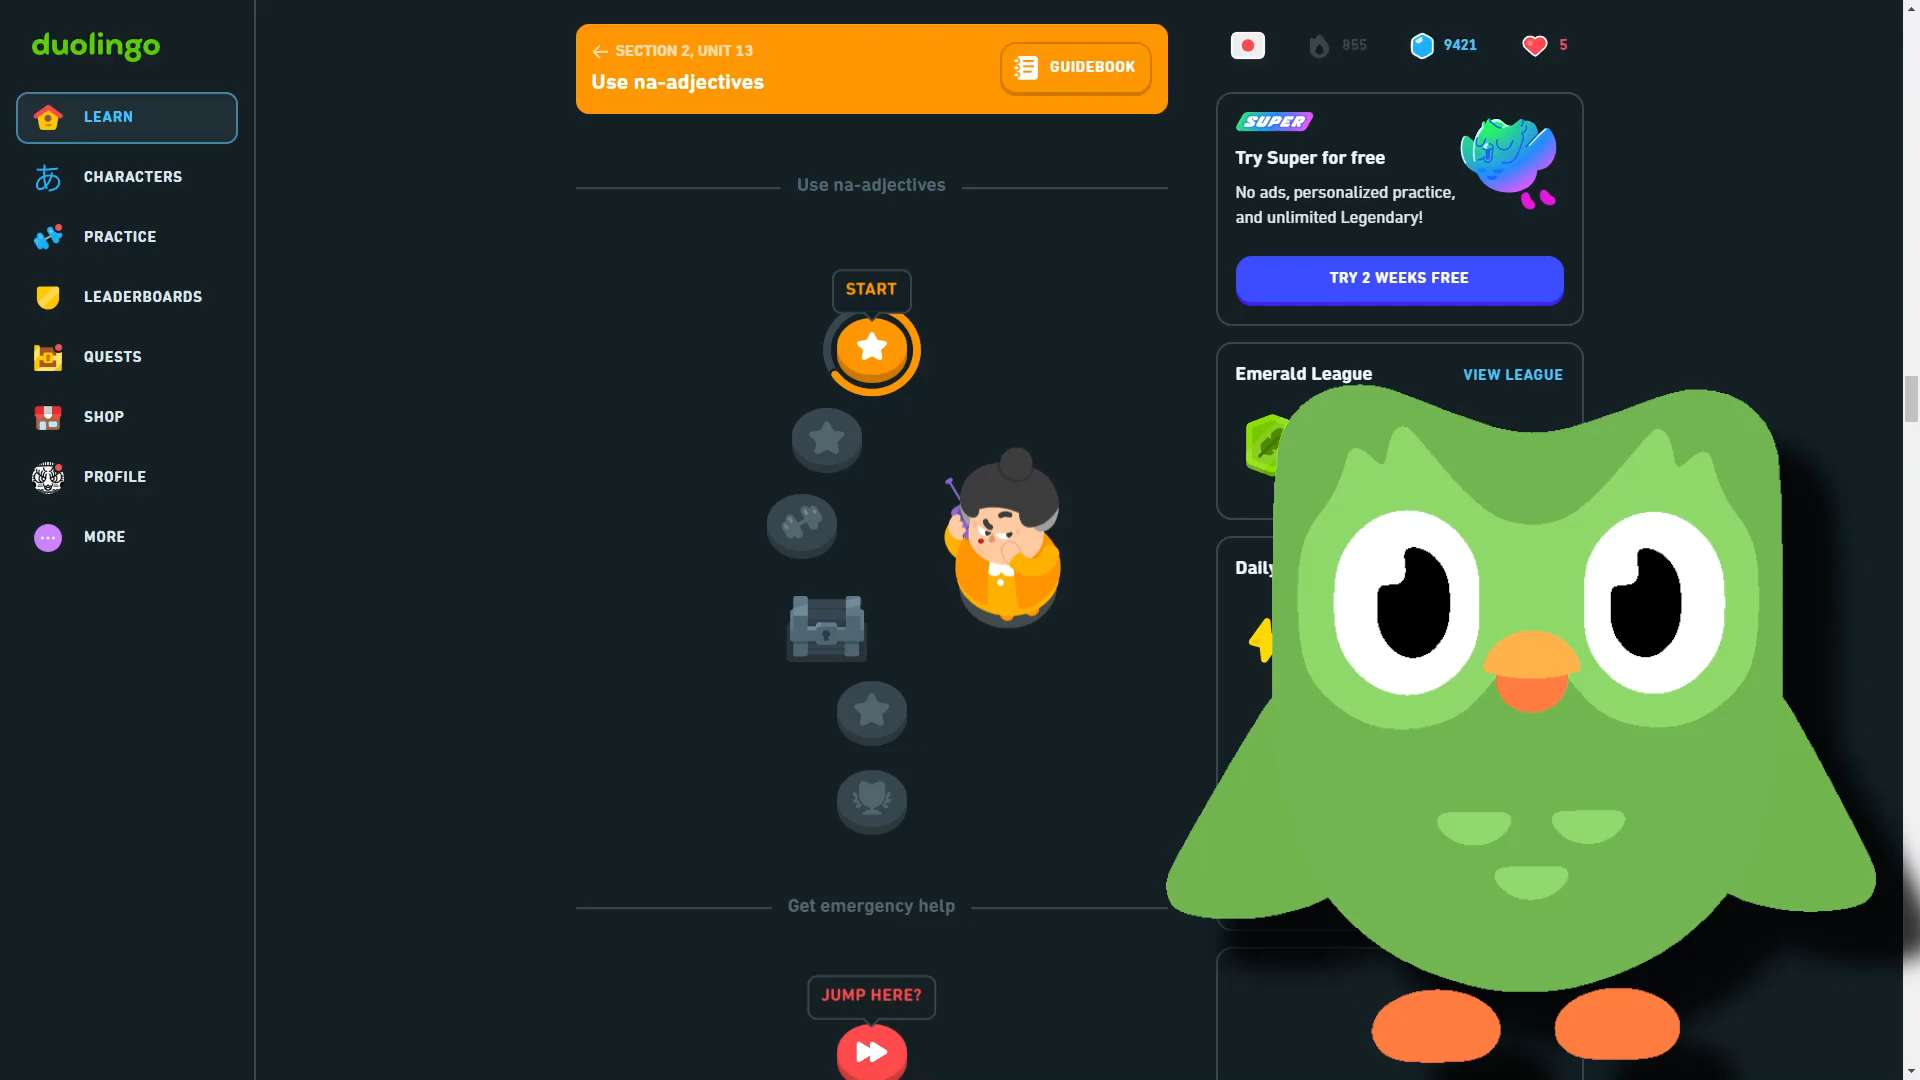 duolingo
LEARN
あ CHARACTERS
PRACTICE
LEADERBOARDS
QUESTS
SHOP
PROFILE
MORE
SECTION 2, UNIT 13
Use na-adjectives
GUIDEBOOK
Use na-adjectives
START
Get emergency help
JUMP HERE?
855
9421
5
SUPER
Try Super for free
No ads, personalized practice,
and unlimited Legendary!
TRY 2 WEEKS FREE
Emerald League
VIEW LEAGUE
Daily